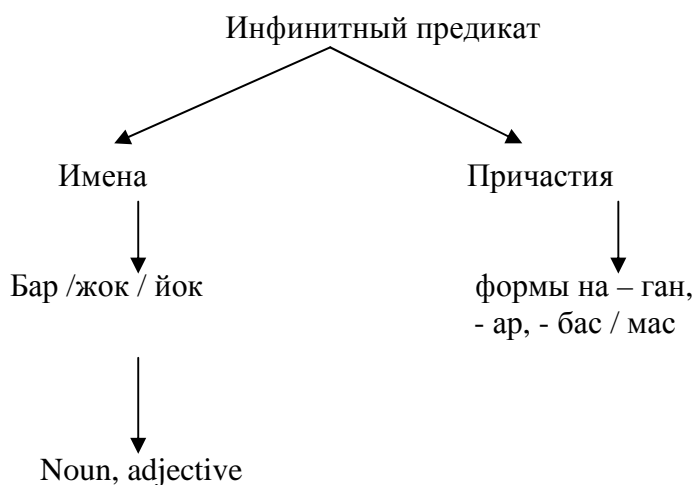 Инфинитный предикат
Имена
Причастия
Бар /жок / йок
формы на – ган,
- ар, - бас / мас
Noun, adjective